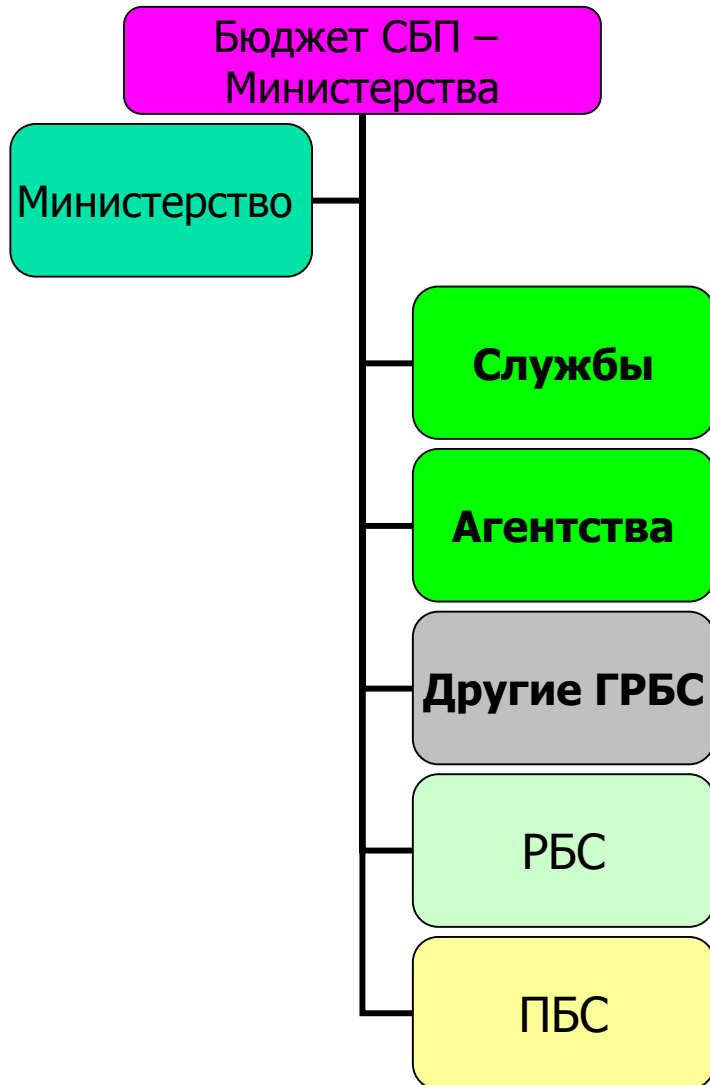 Бюджет СБП –
Министерства
Министерство
Службы
Агентства
Другие ГРБС
РБС
ПБС